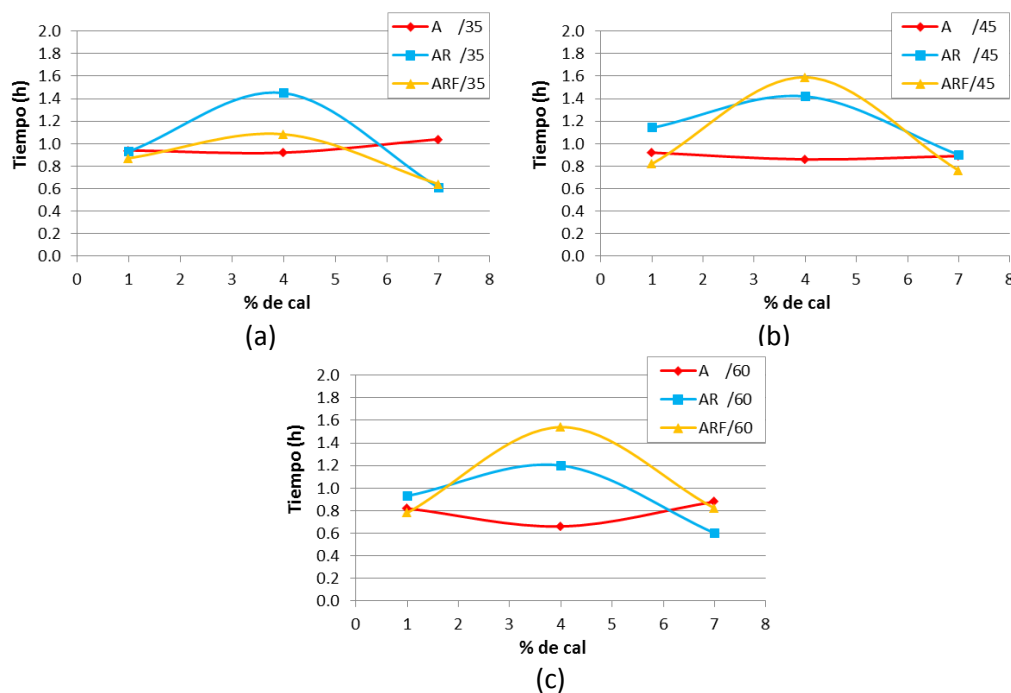 A /35
AR /35
ARF/35
2.0
1.8
1.6
1.4
1.2
1.0
0.8
0.6
0.4
0.2
0.0
Tiempo (h)
0 1 2 3 4 5 6 7 8
% de cal
(a)
A /45
AR /45
ARF/45
2.0
1.8
1.6
1.4
1.2
1.0
0.8
0.6
0.4
0.2
0.0
Tiempo (h)
0 1 2 3 4 5 6 7 8
% de cal
(b)
A /60
AR /60
ARF/60
2.0
1.8
1.6
1.4
1.2
1.0
0.8
0.6
0.4
0.2
0.0
Tiempo (h)
0 1 2 3 4 5 6 7 8
% de cal
(c)